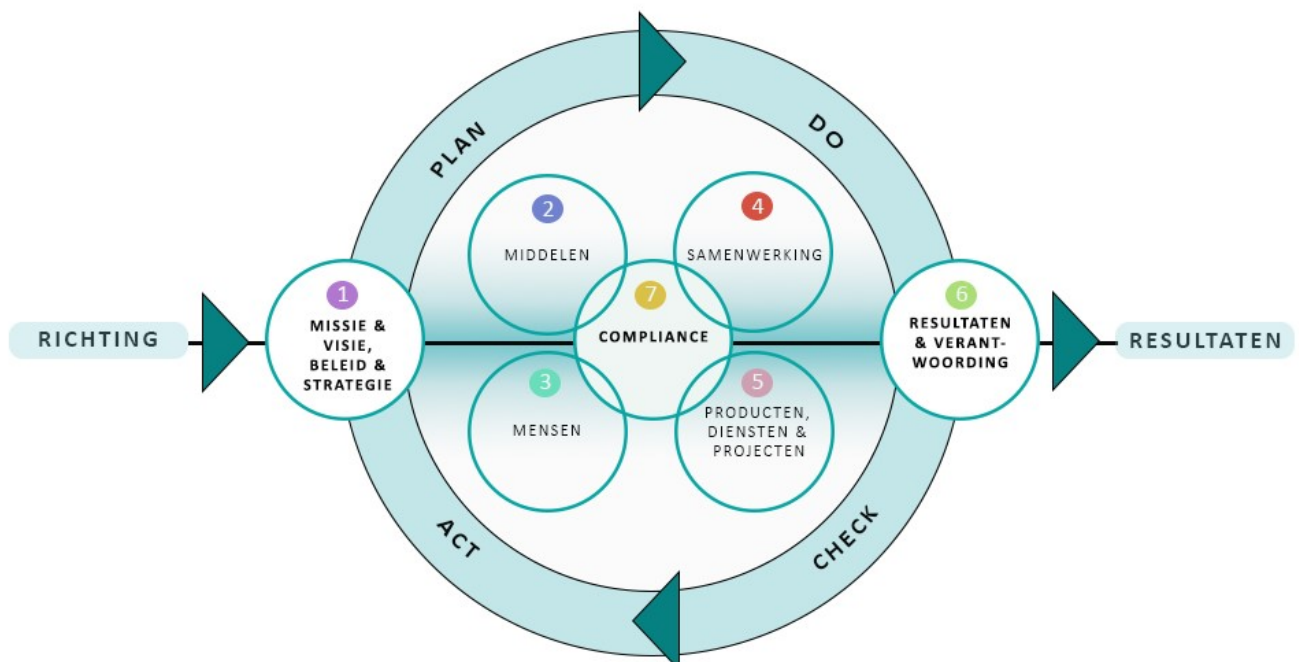 PLAN
DO
2
MIDDELEN
4
SAMENWERKING
RICHTING
1
MISSIE &
VISIE,
BELEID &
STRATEGIE
7
COMPLIANCE
6
RESULTATEN
& VERANT-
WOORDING
RESULTATEN
3
MENSEN
5
PRODUCTEN,
DIENSTEN &
PROJECTEN
ACT
CHECK